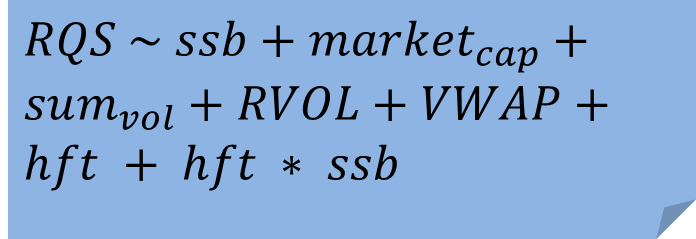 RQS ~ ssb + market_cap +
sum_vol + RVOL + VWAP +
hft + hft * ssb